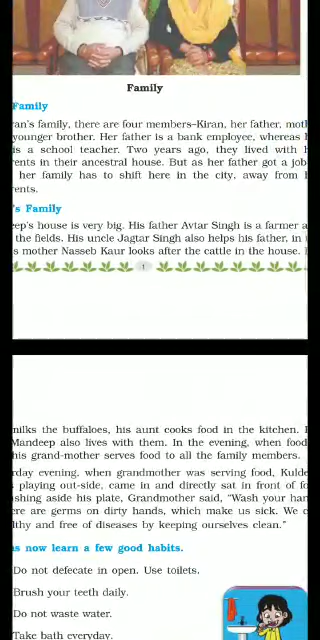 Family
Family
ran's family, there are four members–Kiran, her father, moth
younger brother. Her father is a bank employee, whereas h
is a school teacher. Two years ago, they lived with h
rents in their ancestral house. But as her father got a job
her family has to shift here in the city, away from h
rents.
's Family
eep's house is very big. His father Avtar Singh is a farmer a
the fields. His uncle Jagtar Singh also helps his father, in
s mother Nasseb Kaur looks after the cattle in the house.
1
milks the buffaloes, his aunt cooks food in the kitchen.
Mandeep also lives with them. In the evening, when food
his grand-mother serves food to all the family members.
rday evening, when grandmother was serving food, Kulde
playing out-side, came in and directly sat in front of fo
shing aside his plate, Grandmother said, "Wash your han
ere are germs on dirty hands, which make us sick. We c
lthy and free of diseases by keeping ourselves clean."
us now learn a few good habits.
Do not defecate in open. Use toilets.
Brush your teeth daily.
Do not waste water.
Take bath everyday.